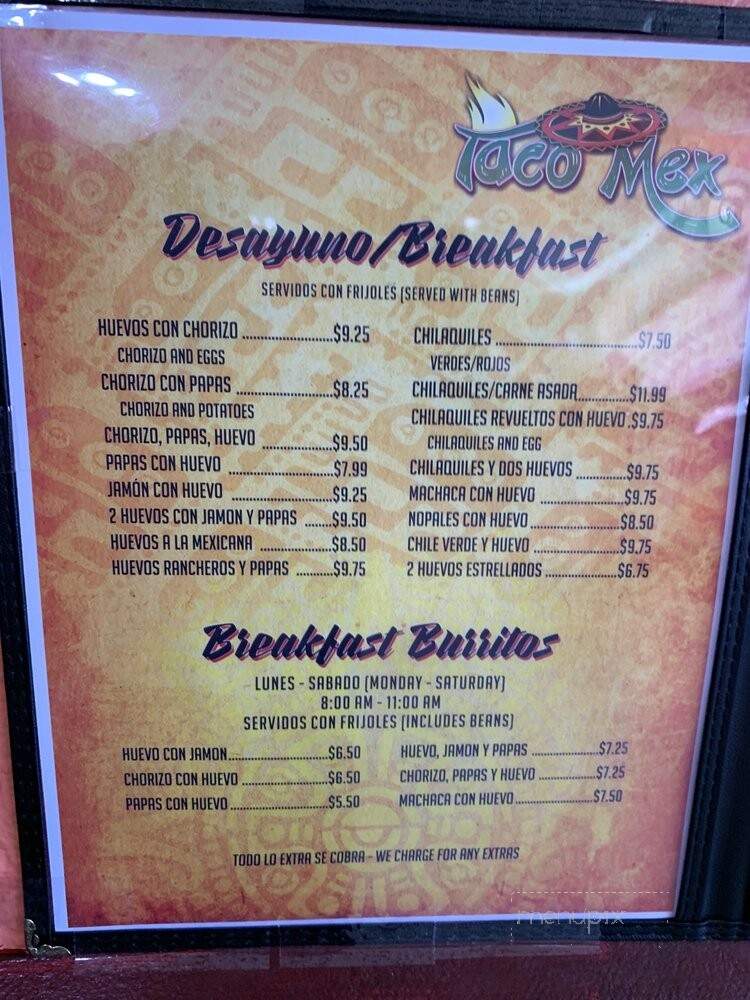 Taco Mex
Desayuno/Breakfast
SERVIDOS CON FRIJOLES (SERVED WITH BEANS)
HUEVOS CON CHORIZO ........................$9.25
CHORIZO AND EGGS
CHORIZO CON PAPAS ........................$8.25
CHORIZO AND POTATOES
CHORIZO, PAPAS, HUEVO ....................$9.50
PAPAS CON HUEVO ............................$7.99
JAMÓN CON HUEVO ...........................$9.25
2 HUEVOS CON JAMON Y PAPAS .......$9.50
HUEVOS A LA MEXICANA ...................$8.50
HUEVOS RANCHEROS Y PAPAS ..........$9.75
CHILAQUILES .......................................$7.50
VERDES/ROJOS
CHILAQUILES/CARNE ASADA..............$11.99
CHILAQUILES REVUELTOS CON HUEVO .$9.75
CHILAQUILES AND EGG
CHILAQUILES Y DOS HUEVOS ..............$9.75
MACHACA CON HUEVO .......................$9.75
NOPALES CON HUEVO .........................$8.50
CHILE VERDE Y HUEVO .......................$9.75
2 HUEVOS ESTRELLADOS ....................$6.75
Breakfast Burritos
LUNES - SABADO (MONDAY - SATURDAY)
8:00 AM - 11:00 AM
SERVIDOS CON FRIJOLES (INCLUDES BEANS)
HUEVO CON JAMON............................$6.50
CHORIZO CON HUEVO ........................$6.50
PAPAS CON HUEVO ............................$5.50
HUEVO, JAMON Y PAPAS ....................$7.25
CHORIZO, PAPAS Y HUEVO .................$7.25
MACHACA CON HUEVO........................$7.50
TODO LO EXTRA SE COBRA - WE CHARGE FOR ANY EXTRAS
menupix